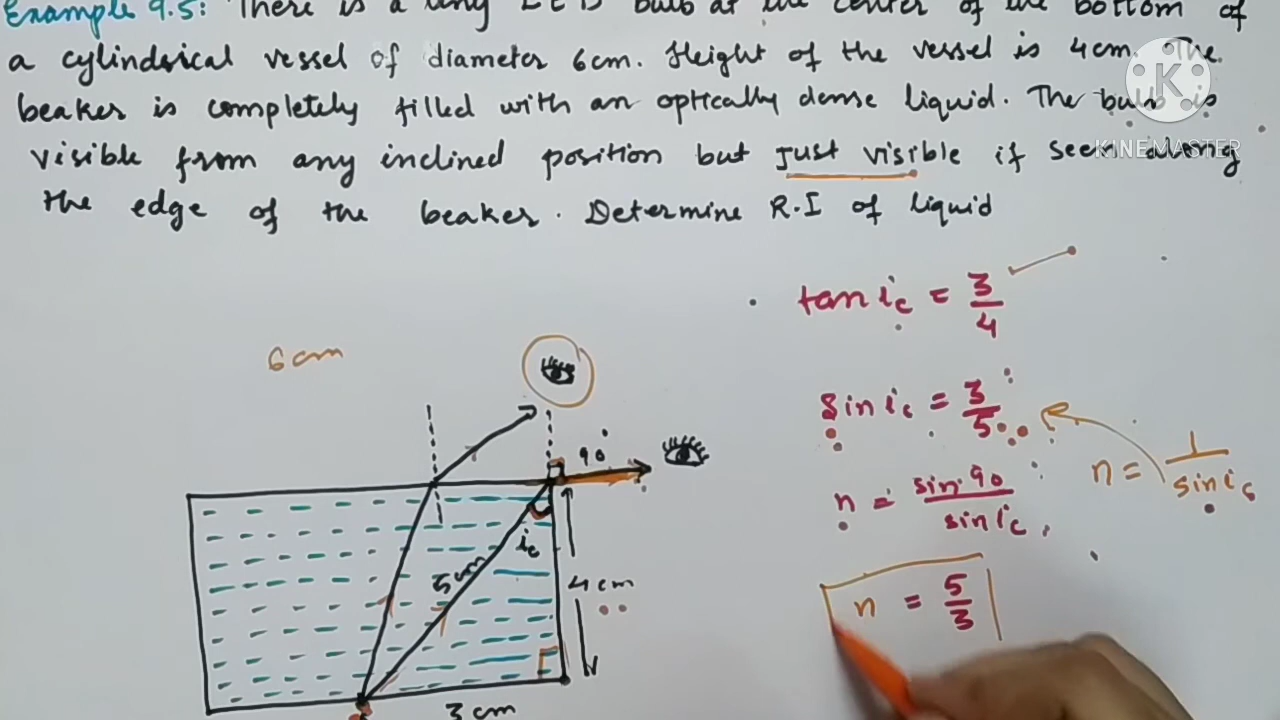 Example 9.5: There is a tiny LED bulb at the center of the bottom of
a cylindrical vessel of diameter 6cm. Height of the vessel is 4cm. The
beaker is completely filled with an optically dense liquid. The bulb is
visible from any inclined position but just visible if seen along
the edge of the beaker. Determine R.I of liquid
K
KINEMASTER
tan ic = 3/4
6cm
sin ic = 3/5
90
n = 1/sin ic
n = sin 90/sin ic
ic
5cm
4cm
n = 5/3
3cm